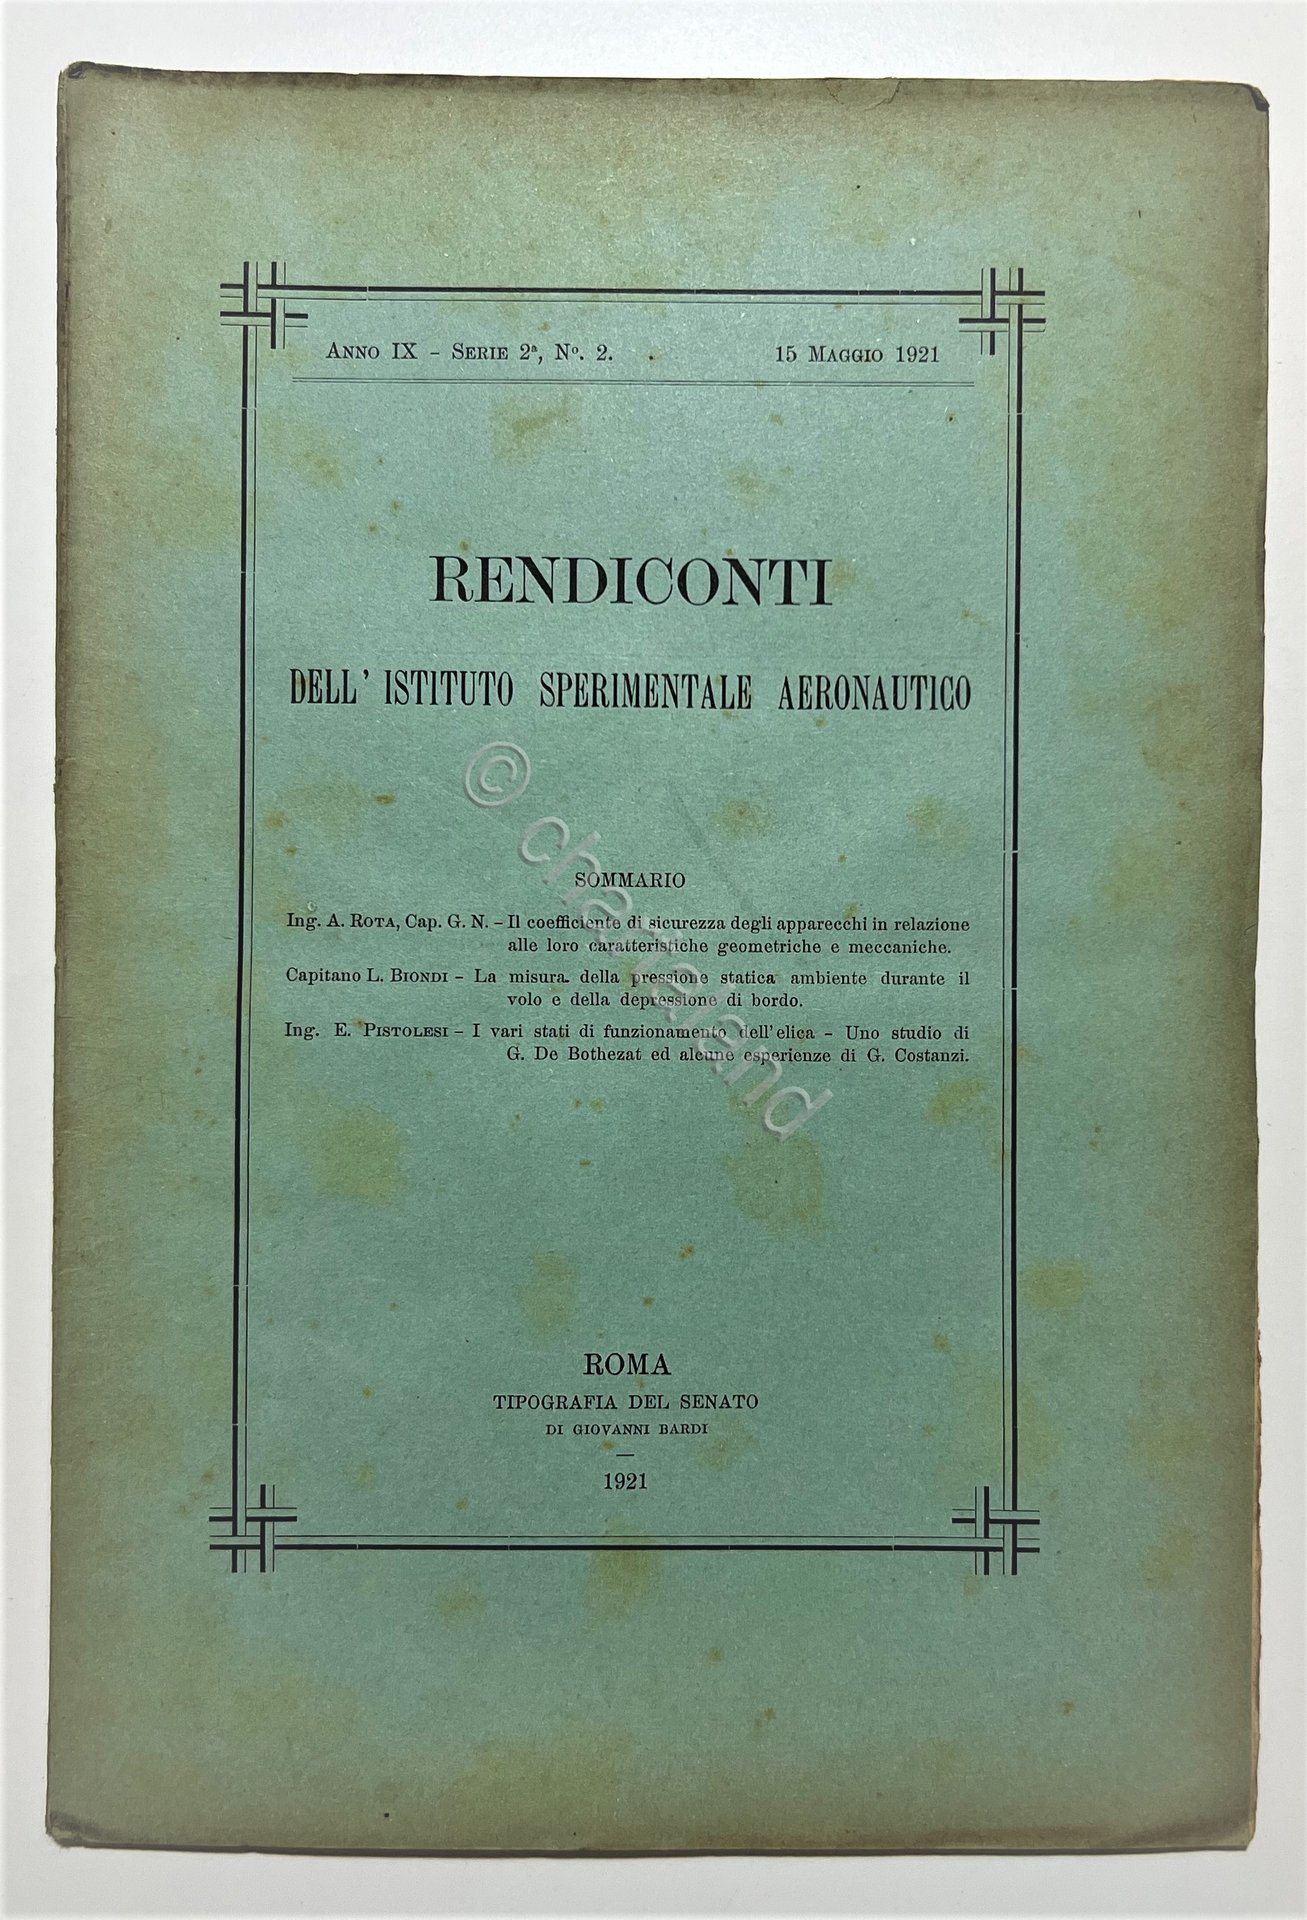 ANNO IX – SERIE 2ª, Nº. 2. 15 MAGGIO 1921
RENDICONTI
DELL' ISTITUTO SPERIMENTALE AERONAUTICO
SOMMARIO
Ing. A. ROTA, Cap. G. N. – Il coefficiente di sicurezza degli apparecchi in relazione
alle loro caratteristiche geometriche e meccaniche.
Capitano L. BIONDI – La misura della pressione statica ambiente durante il
volo e della depressione di bordo.
Ing. E. PISTOLESI – I vari stati di funzionamento dell'elica – Uno studio di
G. De Bothezat ed alcune esperienze di G. Costanzi.
ROMA
TIPOGRAFIA DEL SENATO
DI GIOVANNI BARDI
—
1921
© chartaland